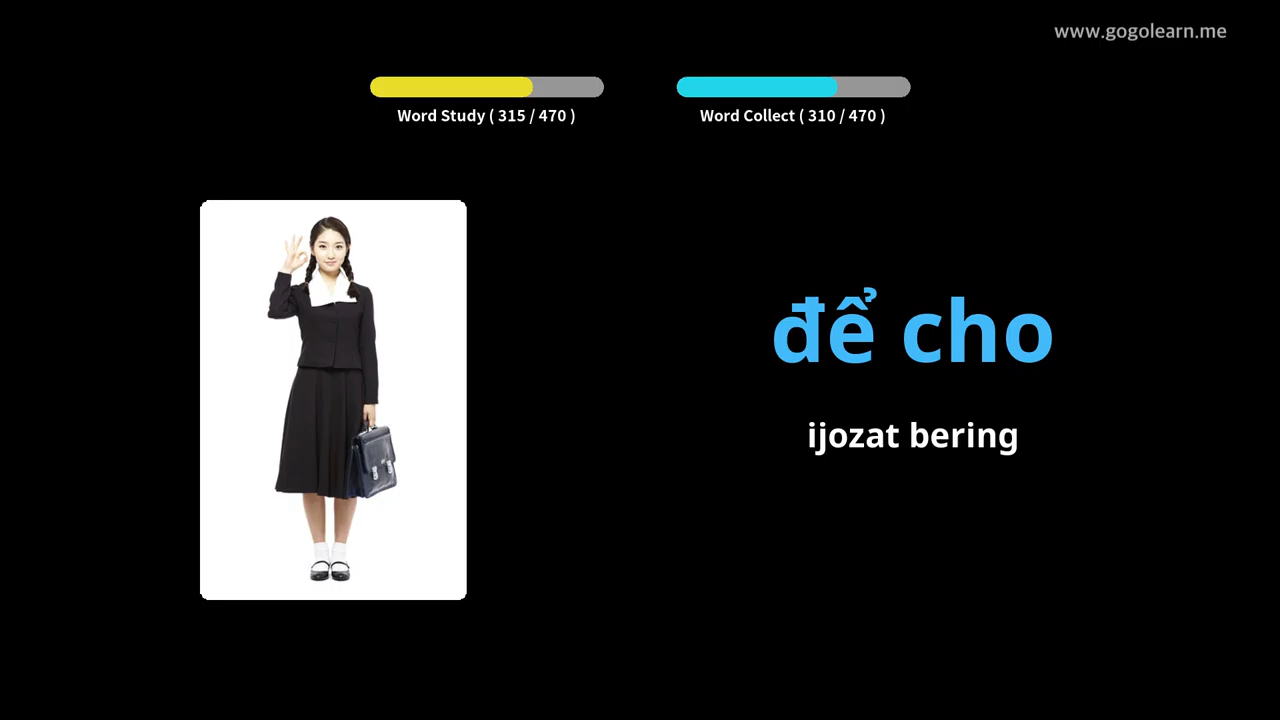 www.gogolearn.me
Word Study ( 315 / 470 )
Word Collect ( 310 / 470 )
để cho
ijozat bering